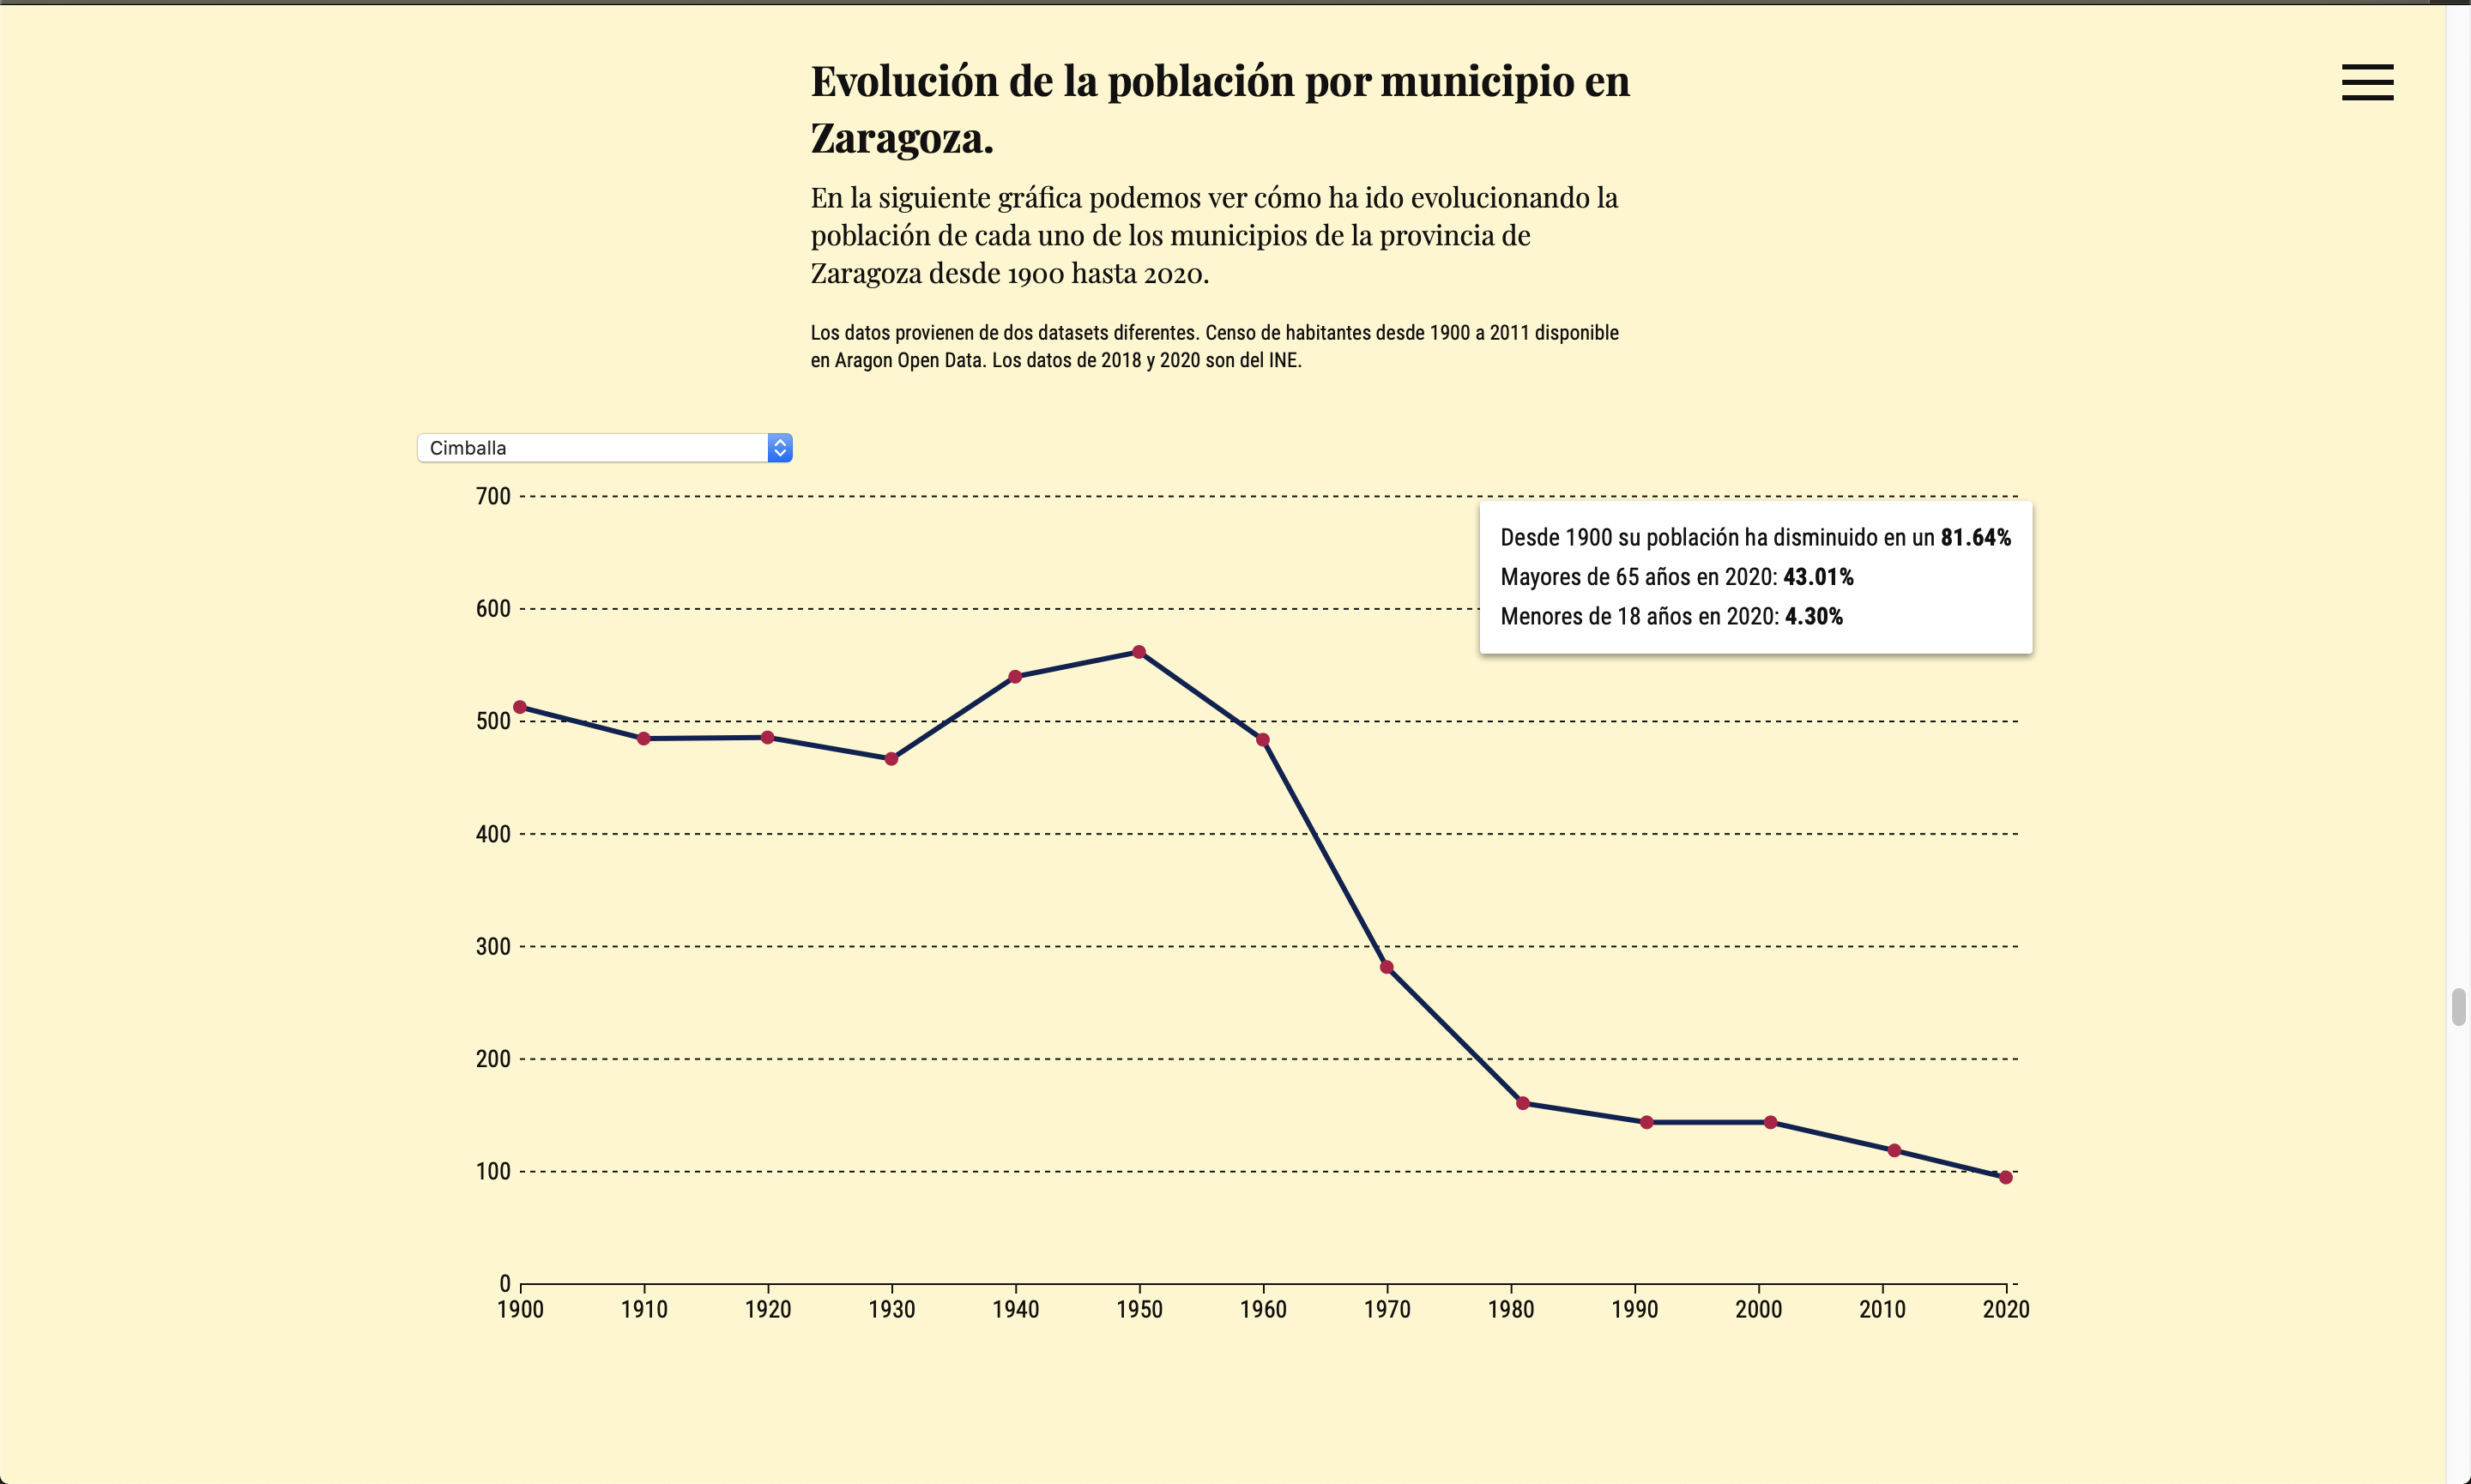 Evolución de la población por municipio en
Zaragoza.
En la siguiente gráfica podemos ver cómo ha ido evolucionando la
población de cada uno de los municipios de la provincia de
Zaragoza desde 1900 hasta 2020.
Los datos provienen de dos datasets diferentes. Censo de habitantes desde 1900 a 2011 disponible
en Aragon Open Data. Los datos de 2018 y 2020 son del INE.
Cimballa
700
Desde 1900 su población ha disminuido en un 81.64%
Mayores de 65 años en 2020: 43.01%
Menores de 18 años en 2020: 4.30%
600
500
400
300
200
100
0
1900 1910 1920 1930 1940 1950 1960 1970 1980 1990 2000 2010 2020